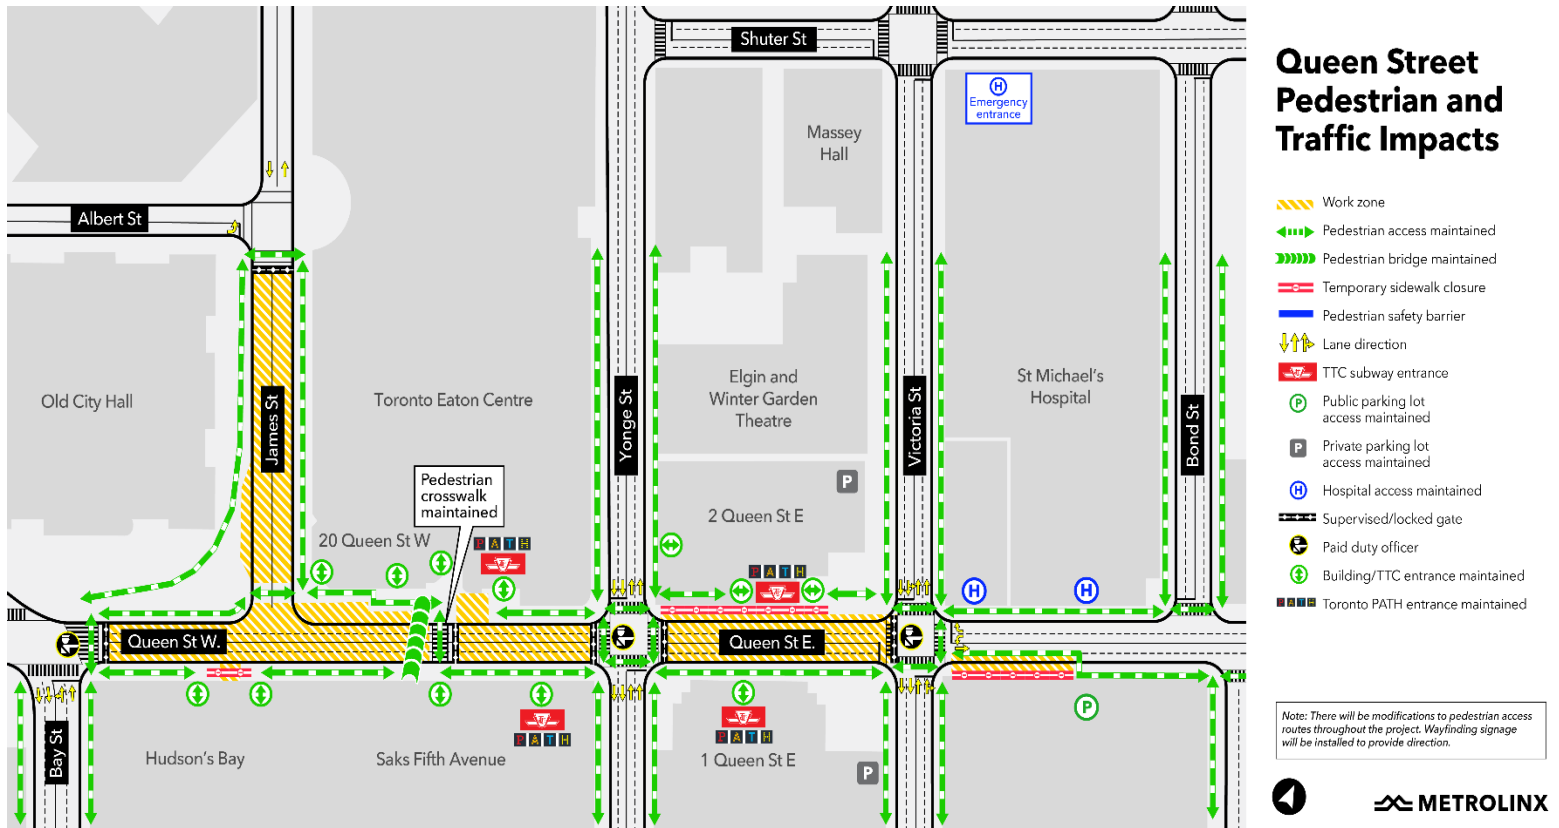 Queen Street
Pedestrian and
Traffic Impacts
Work zone
Pedestrian access maintained
Pedestrian bridge maintained
Temporary sidewalk closure
Pedestrian safety barrier
Lane direction
TTC subway entrance
P
Public parking lot
access maintained
P
Private parking lot
access maintained
H
Hospital access maintained
Supervised/locked gate
Paid duty officer
Building/TTC entrance maintained
PATH
Toronto PATH entrance maintained
Note: There will be modifications to pedestrian access
routes throughout the project. Wayfinding signage
will be installed to provide direction.
METROLINX
Shuter St
H
Emergency
entrance
Massey
Hall
Albert St
Old City Hall
James St
Toronto Eaton Centre
Yonge St
Elgin and
Winter Garden
Theatre
Victoria St
St Michael's
Hospital
Bond St
Pedestrian
crosswalk
maintained
P
2 Queen St E
20 Queen St W
PATH
PATH
H
H
Queen St W.
Queen St E.
P
PATH
PATH
Bay St
Hudson's Bay
Saks Fifth Avenue
1 Queen St E
P